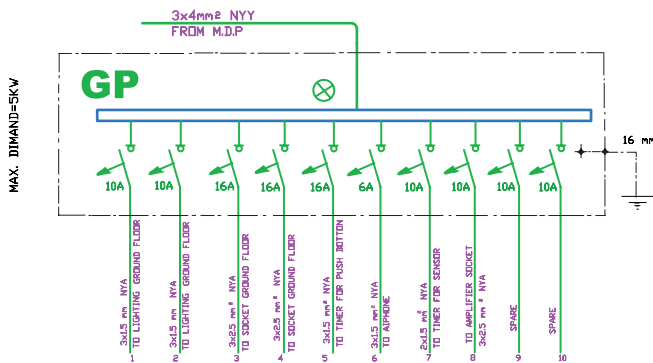 3x4mm² NYY
FROM M.D.P
GP
MAX. DIMAND=5KW
16 mm
10A
10A
16A
16A
16A
6A
10A
10A
10A
10A
3x1.5 mm² NYA
TO LIGHTING GROUND FLOOR
3x1.5 mm² NYA
TO LIGHTING GROUND FLOOR
3x2.5 mm² NYA
TO SOCKET GROUND FLOOR
3x2.5 mm² NYA
TO SOCKET GROUND FLOOR
3x1.5 mm² NYA
TO TIMER FOR PUSH BOTTON
3x1.5 mm² NYA
TO AIPHONE
2x1.5 mm² NYA
TO TIMER FOR SENSOR
TO AMPLIFIER SOCKET
3x2.5 mm² NYA
SPARE
SPARE
1
2
3
4
5
6
7
8
9
10